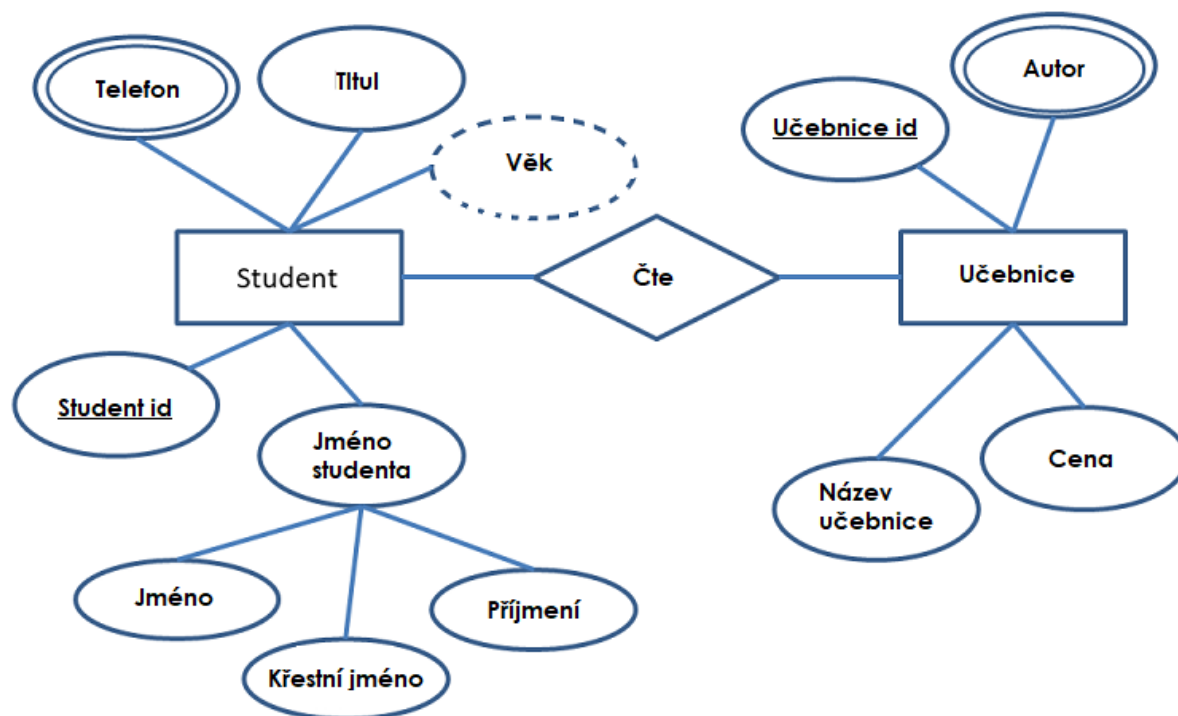 Telefon
TItul
Autor
Učebnice id
Věk
Student
Čte
Učebnice
Student id
Jméno
studenta
Cena
Název
učebnice
Jméno
Příjmení
Křestní jméno